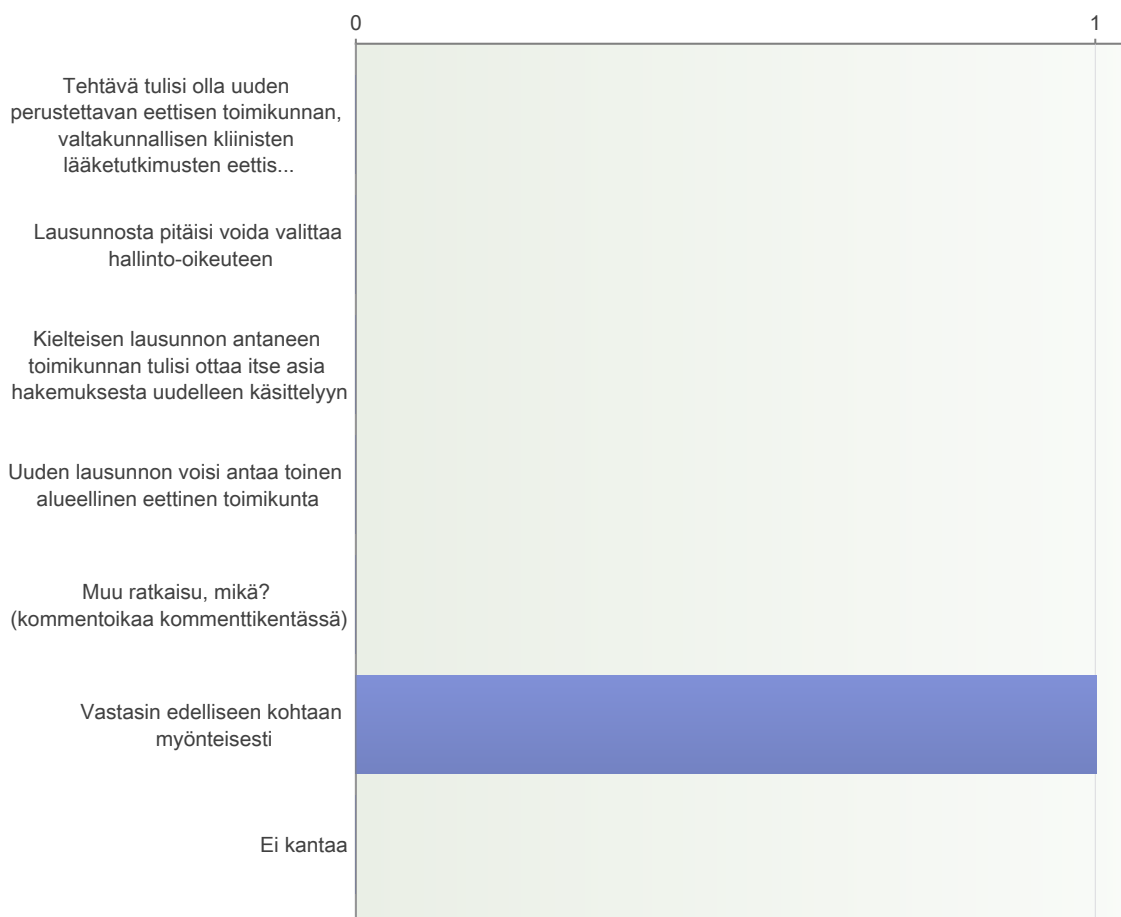 0 1
Tehtävä tulisi olla uuden
perustettavan eettisen toimikunnan,
valtakunnallisen kliinisten
lääketutkimusten eettis...
Lausunnosta pitäisi voida valittaa
hallinto-oikeuteen
Kielteisen lausunnon antaneen
toimikunnan tulisi ottaa itse asia
hakemuksesta uudelleen käsittelyyn
Uuden lausunnon voisi antaa toinen
alueellinen eettinen toimikunta
Muu ratkaisu, mikä?
(kommentoikaa kommenttikentässä)
Vastasin edelliseen kohtaan
myönteisesti
Ei kantaa